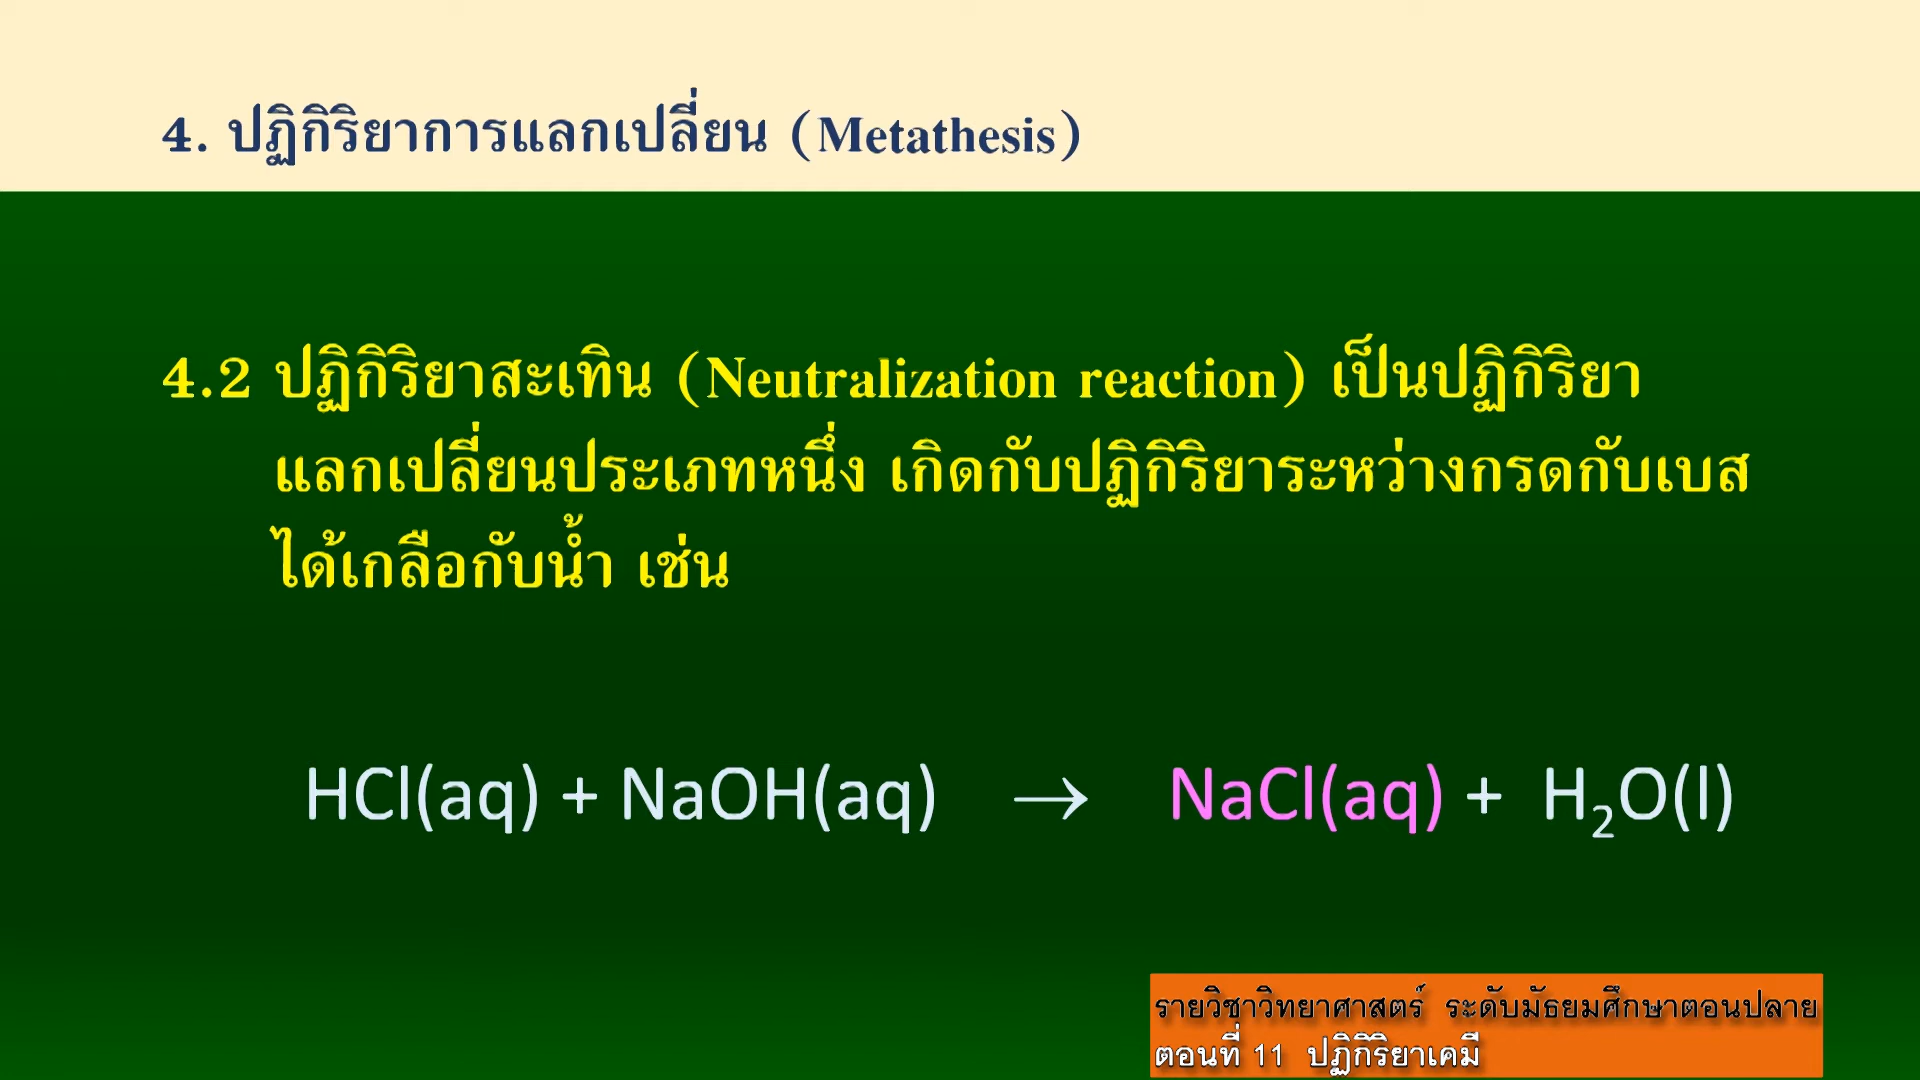 4. ปฏิกิริยาการแลกเปลี่ยน (Metathesis)
4.2 ปฏิกิริยาสะเทิน (Neutralization reaction) เป็นปฏิกิริยา
แลกเปลี่ยนประเภทหนึ่ง เกิดกับปฏิกิริยาระหว่างกรดกับเบส
ได้เกลือกับน้ำ เช่น
HCl(aq) + NaOH(aq) → NaCl(aq) + H₂O(l)
รายวิชาวิทยาศาสตร์ ระดับมัธยมศึกษาตอนปลาย
ตอนที่ 11 ปฏิกิริยาเคมี